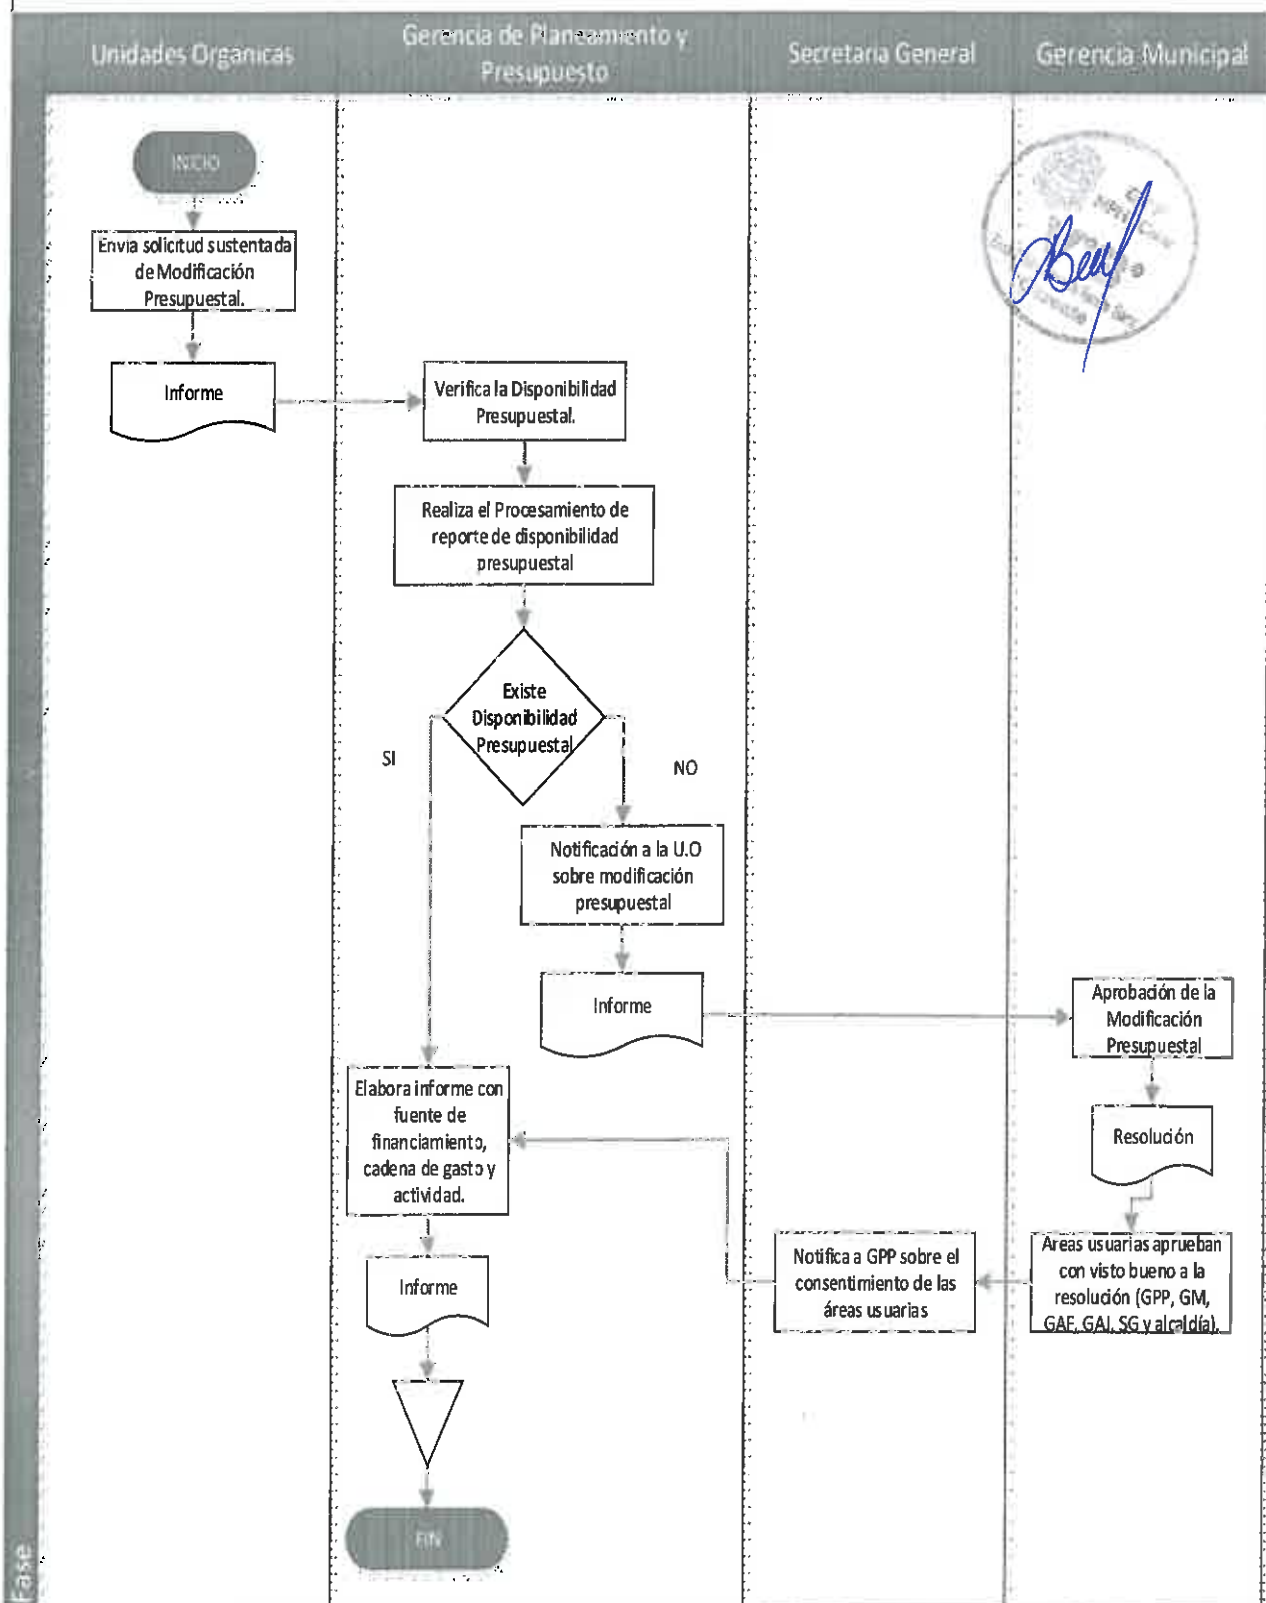 Unidades Organicas
Gerencia de Planeamiento y
Presupuesto
Secretaria General
Gerencia Municipal
INICIO
Envia solicitud sustentada
de Modificación
Presupuestal.
Informe
Verifica la Disponibilidad
Presupuestal.
Realiza el Procesamiento de
reporte de disponibilidad
presupuestal
Existe
Disponibilidad
Presupuestal
SI
NO
Notificación a la U.O
sobre modificación
presupuestal
Informe
Aprobación de la
Modificación
Presupuestal
Resolución
Areas usuarias aprueban
con visto bueno a la
resolución (GPP, GM,
GAF, GAJ, SG y alcaldía).
Notifica a GPP sobre el
consentimiento de las
áreas usuarias
Elabora informe con
fuente de
financiamiento,
cadena de gasto y
actividad.
Informe
FIN
Fase